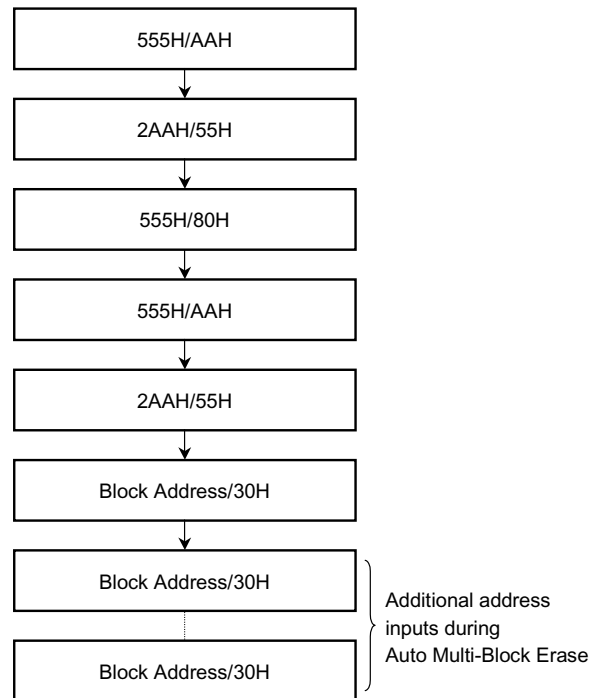 555H/AAH
2AAH/55H
555H/80H
555H/AAH
2AAH/55H
Block Address/30H
Block Address/30H
Block Address/30H
Additional address
inputs during
Auto Multi-Block Erase